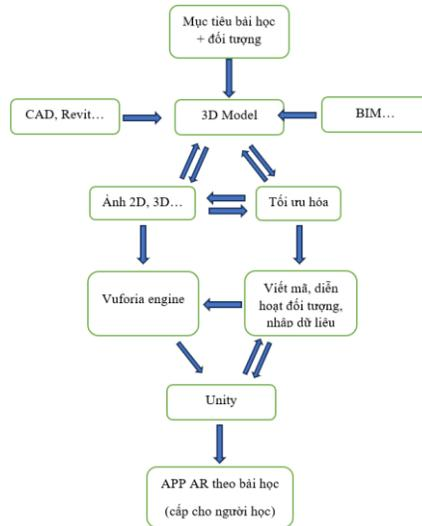 Mục tiêu bài học
+ đối tượng
CAD, Revit…
3D Model
BIM…
Ảnh 2D, 3D…
Tối ưu hóa
Vuforia engine
Viết mã, diễn
hoạt đối tượng,
nhập dữ liệu
Unity
APP AR theo bài học
(cấp cho người học)